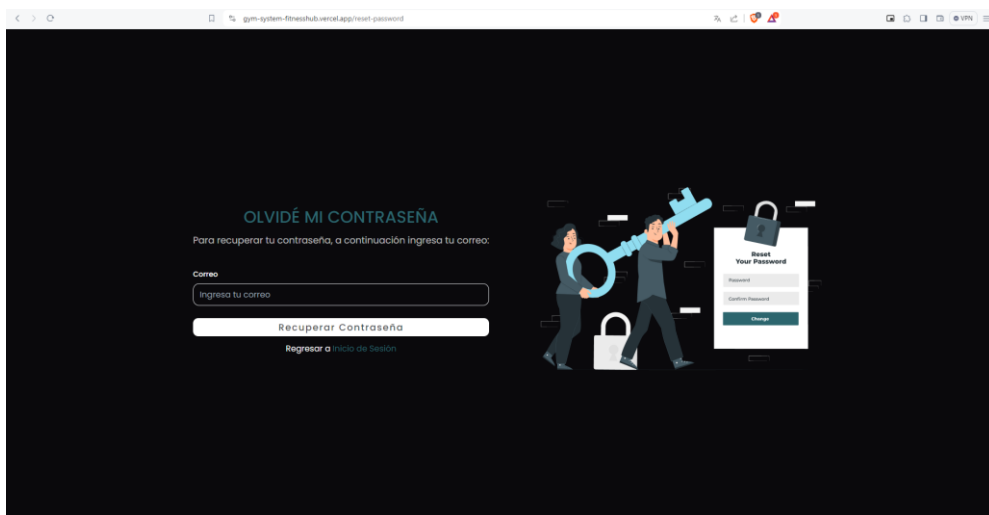 gym-system-fitnesshub.vercel.app/reset-password
VPN
OLVIDÉ MI CONTRASEÑA
Para recuperar tu contraseña, a continuación ingresa tu correo:
Correo
Ingresa tu correo
Recuperar Contraseña
Regresar a Inicio de Sesión
Reset
Your Password
Password
Confirm Password
Change